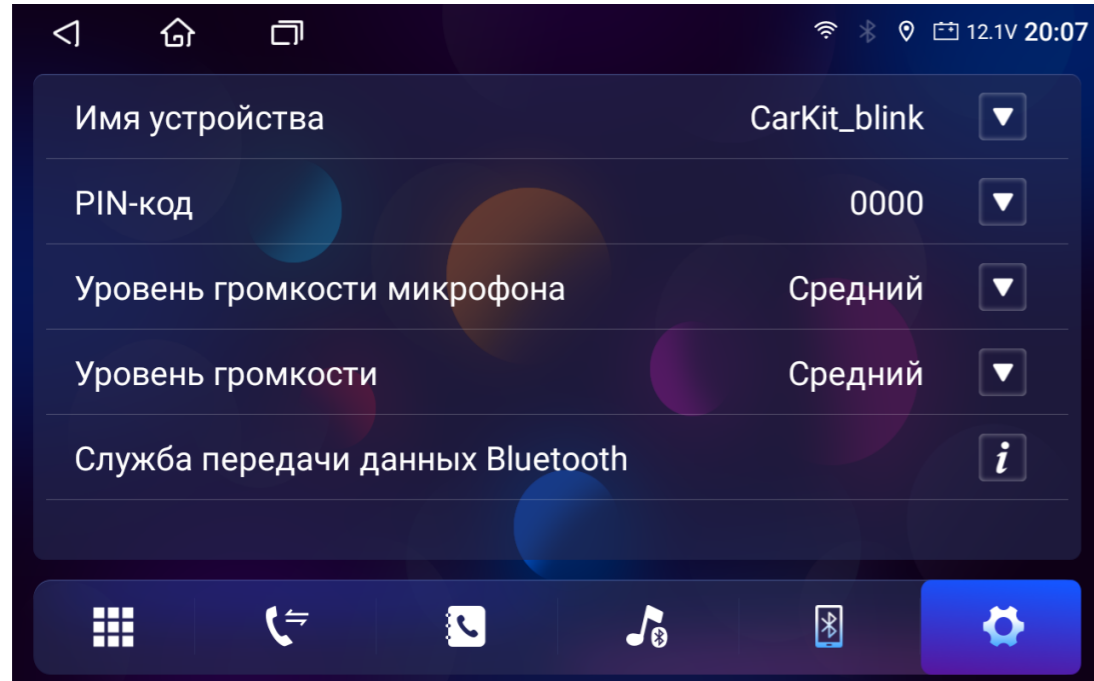 12.1V 20:07
Имя устройства CarKit_blink
PIN-код 0000
Уровень громкости микрофона Средний
Уровень громкости Средний
Служба передачи данных Bluetooth i